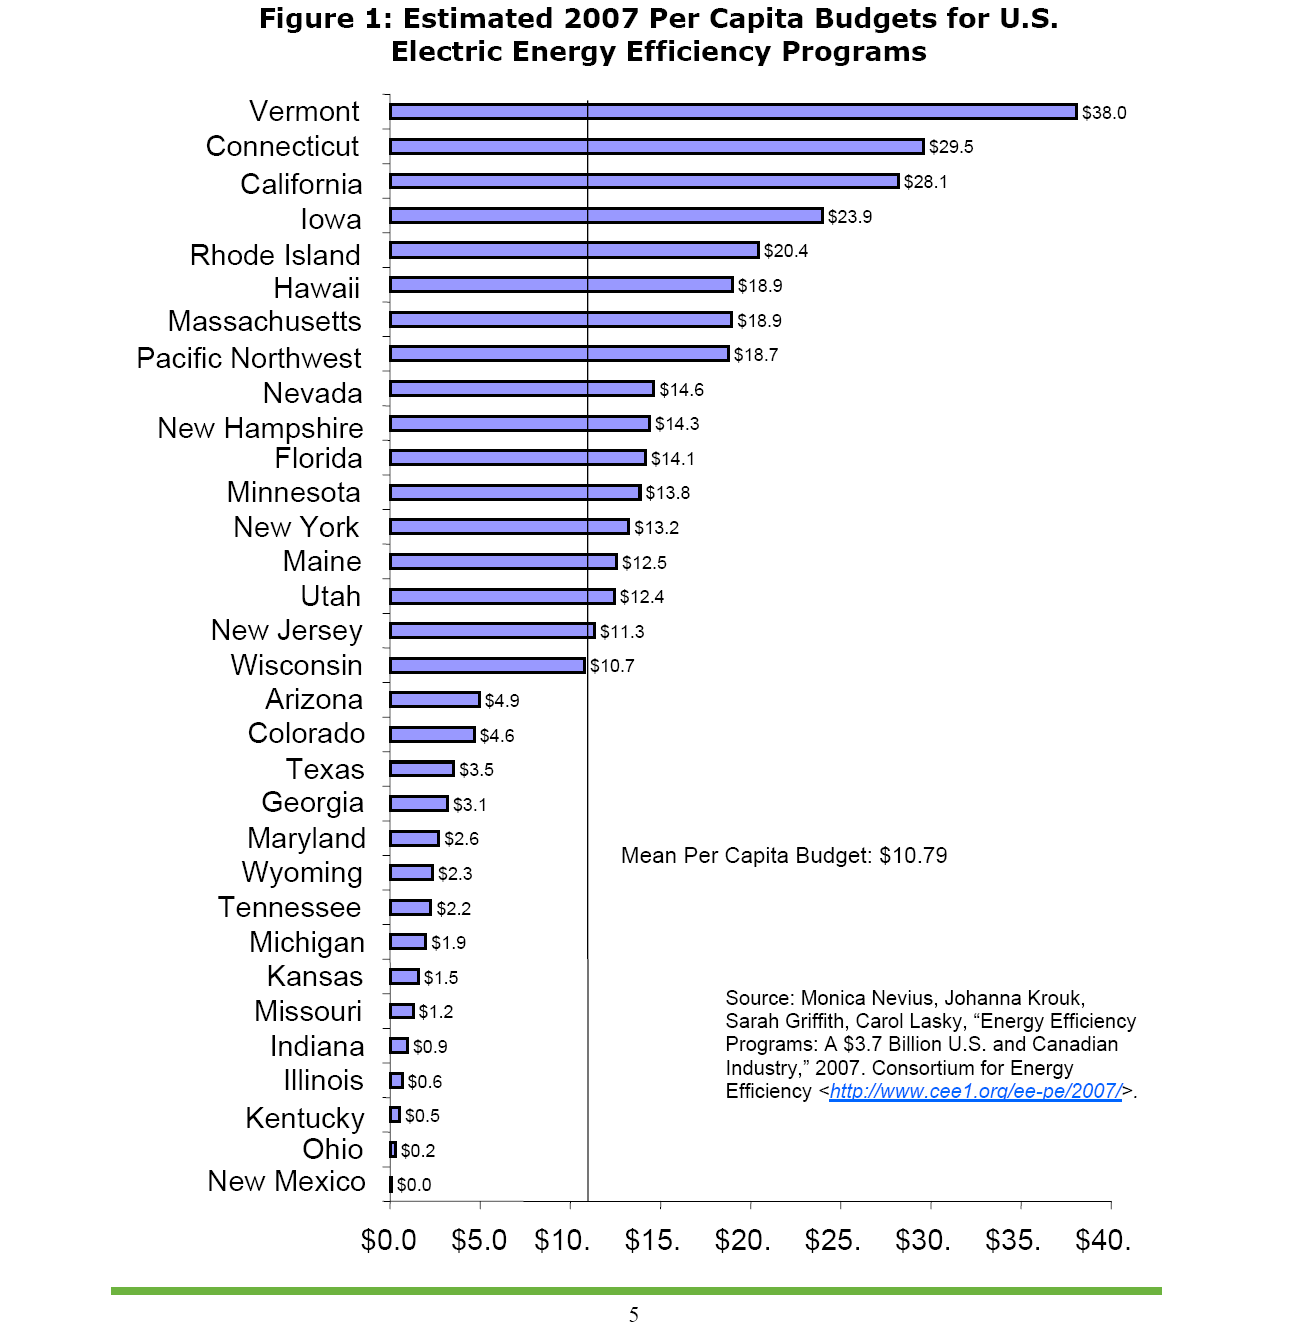 Figure 1: Estimated 2007 Per Capita Budgets for U.S.
Electric Energy Efficiency Programs
Vermont $38.0
Connecticut $29.5
California $28.1
Iowa $23.9
Rhode Island $20.4
Hawaii $18.9
Massachusetts $18.9
Pacific Northwest $18.7
Nevada $14.6
New Hampshire $14.3
Florida $14.1
Minnesota $13.8
New York $13.2
Maine $12.5
Utah $12.4
New Jersey $11.3
Wisconsin $10.7
Arizona $4.9
Colorado $4.6
Texas $3.5
Georgia $3.1
Maryland $2.6
Mean Per Capita Budget: $10.79
Wyoming $2.3
Tennessee $2.2
Michigan $1.9
Kansas $1.5
Missouri $1.2
Indiana $0.9
Illinois $0.6
Kentucky $0.5
Ohio $0.2
New Mexico $0.0
Source: Monica Nevius, Johanna Krouk,
Sarah Griffith, Carol Lasky, “Energy Efficiency
Programs: A $3.7 Billion U.S. and Canadian
Industry,” 2007. Consortium for Energy
Efficiency <http://www.cee1.org/ee-pe/2007/>.
$0.0 $5.0 $10. $15. $20. $25. $30. $35. $40.
5